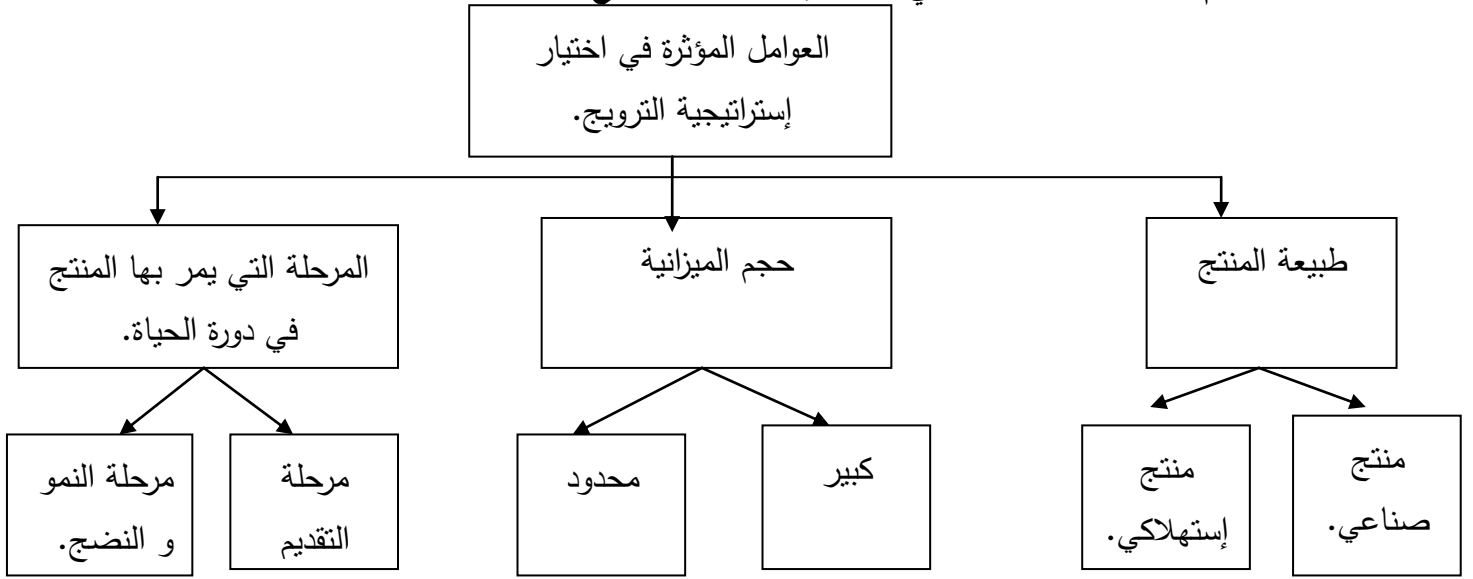 العوامل المؤثرة في اختيار
إستراتيجية الترويج.
طبيعة المنتج
حجم الميزانية
المرحلة التي يمر بها المنتج
في دورة الحياة.
منتج
صناعي.
منتج
إستهلاكي.
كبير
محدود
مرحلة
التقديم
مرحلة النمو
و النضج.